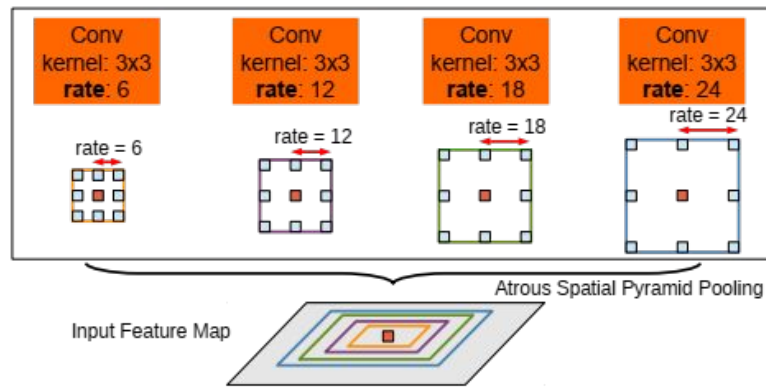 Conv
kernel: 3x3
rate: 6
Conv
kernel: 3x3
rate: 12
Conv
kernel: 3x3
rate: 18
Conv
kernel: 3x3
rate: 24
rate = 6
rate = 12
rate = 18
rate = 24
Atrous Spatial Pyramid Pooling
Input Feature Map